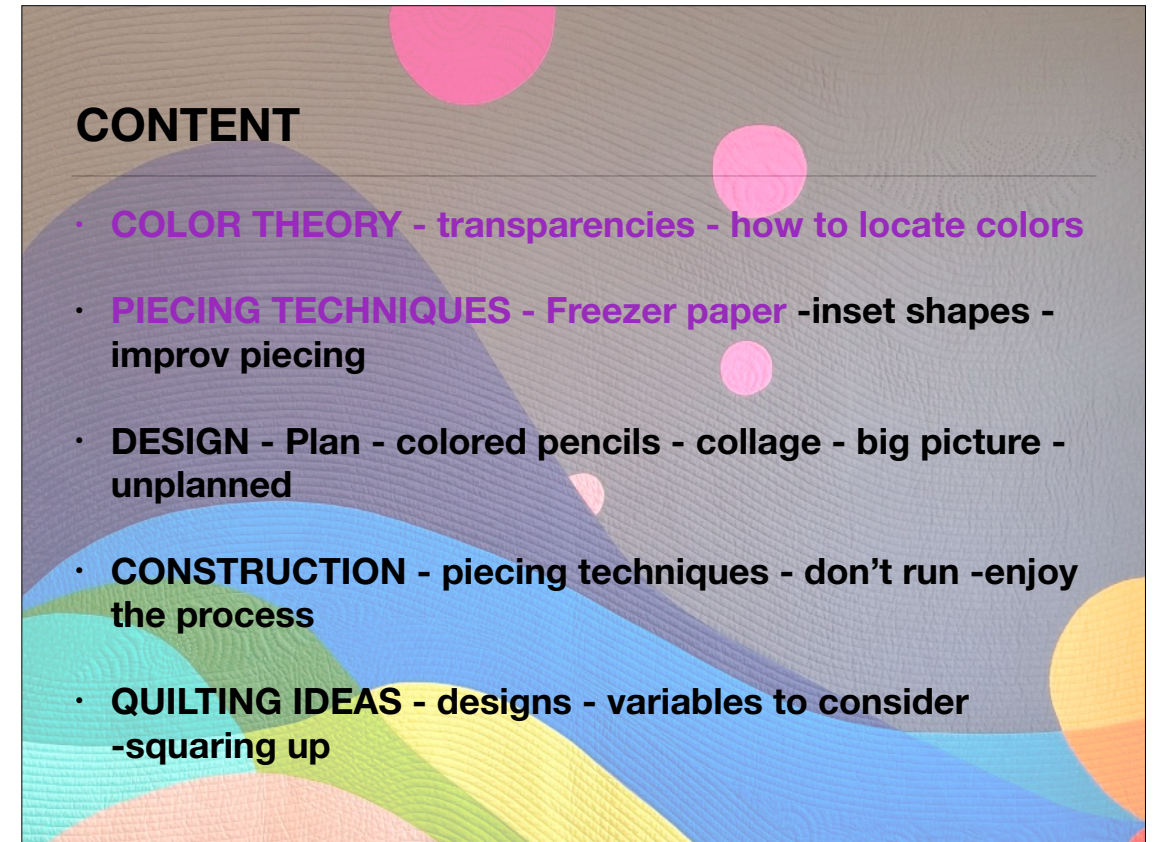 CONTENT
• COLOR THEORY - transparencies - how to locate colors
• PIECING TECHNIQUES - Freezer paper -inset shapes -
improv piecing
• DESIGN - Plan - colored pencils - collage - big picture -
unplanned
• CONSTRUCTION - piecing techniques - don’t run -enjoy
the process
• QUILTING IDEAS - designs - variables to consider
-squaring up